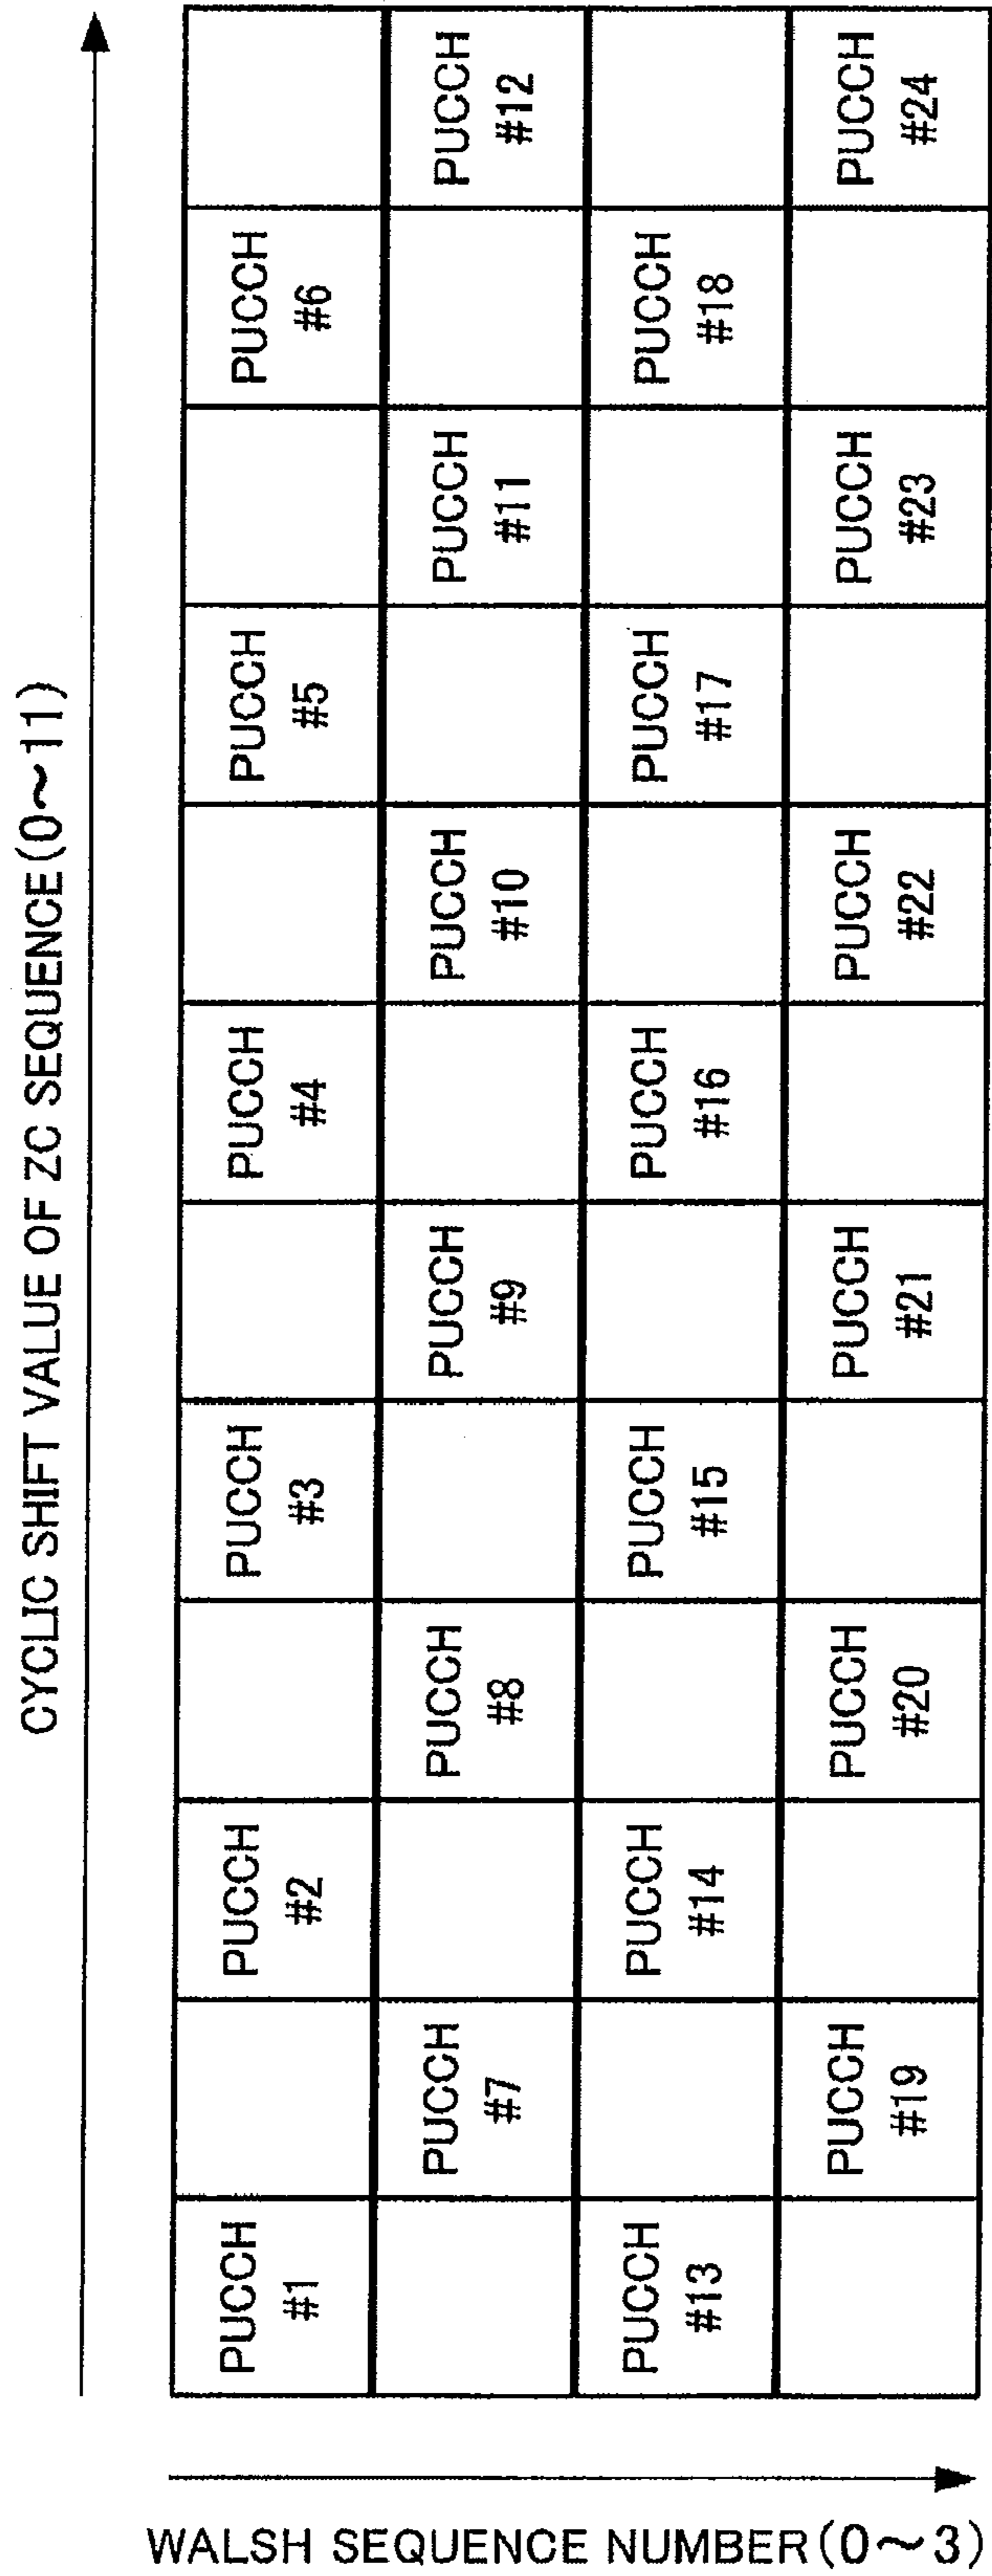 CYCLIC SHIFT VALUE OF ZC SEQUENCE(0~11)
PUCCH
#1
PUCCH
#2
PUCCH
#3
PUCCH
#4
PUCCH
#5
PUCCH
#6
PUCCH
#7
PUCCH
#8
PUCCH
#9
PUCCH
#10
PUCCH
#11
PUCCH
#12
PUCCH
#13
PUCCH
#14
PUCCH
#15
PUCCH
#16
PUCCH
#17
PUCCH
#18
PUCCH
#19
PUCCH
#20
PUCCH
#21
PUCCH
#22
PUCCH
#23
PUCCH
#24
WALSH SEQUENCE NUMBER(0~3)